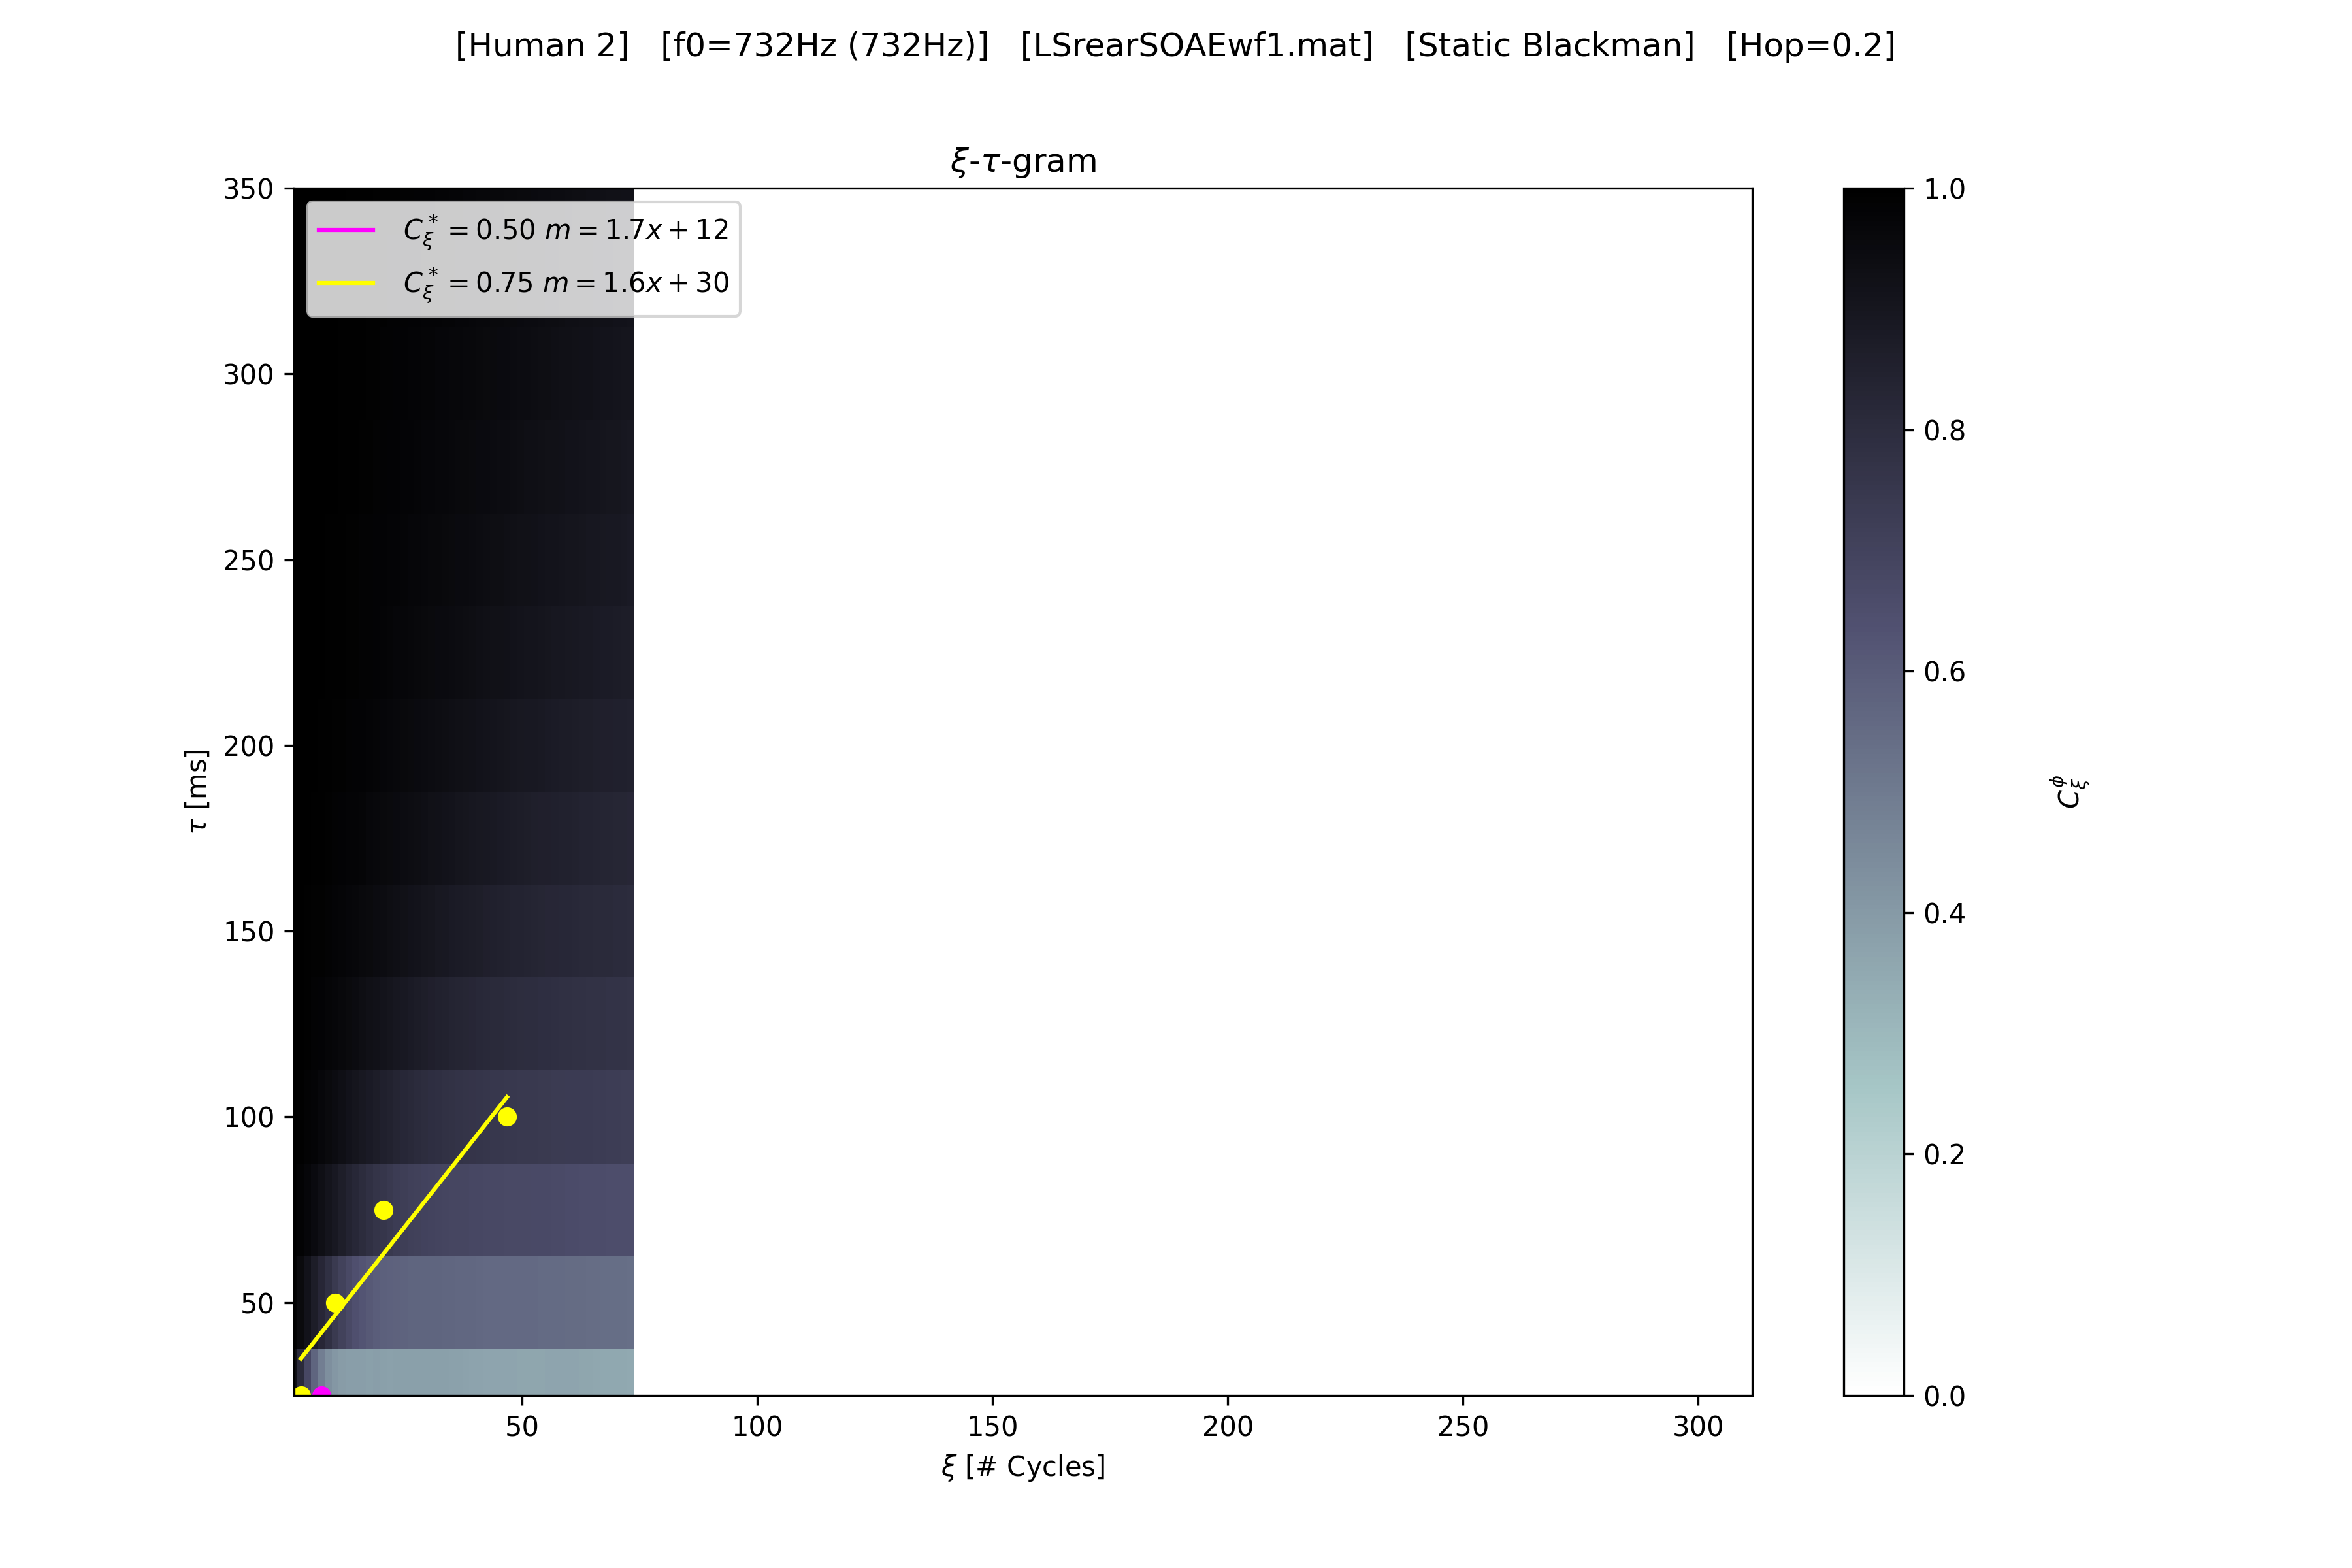 [Human 2]   [f0=732Hz (732Hz)]   [LSrearSOAEwf1.mat]   [Static Blackman]   [Hop=0.2]
ξ-τ-gram
C*ξ = 0.50 m = 1.7x + 12
C*ξ = 0.75 m = 1.6x + 30
350
300
250
200
150
100
50
τ [ms]
50 100 150 200 250 300
ξ [# Cycles]
1.0
0.8
0.6
0.4
0.2
0.0
C^ϕ_ξ